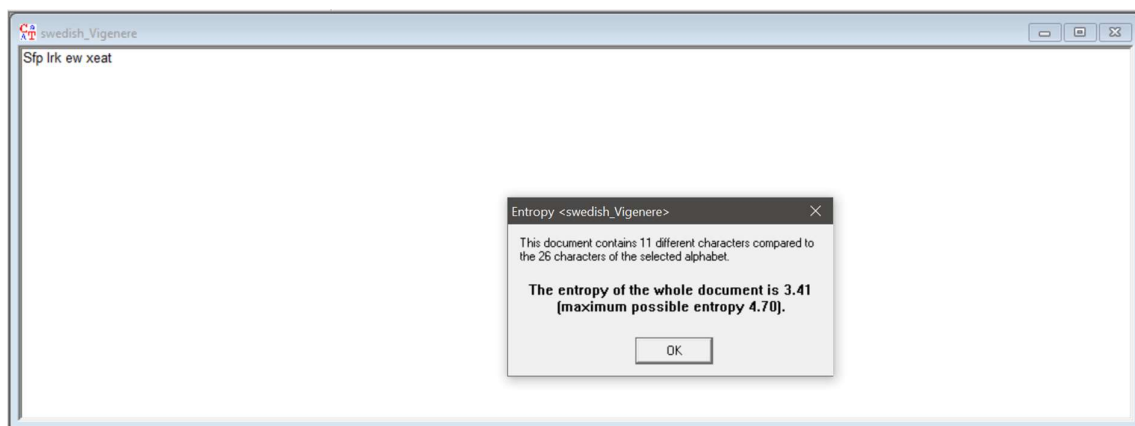 swedish_Vigenere
Sfp lrk ew xeat
Entropy <swedish_Vigenere>
This document contains 11 different characters compared to
the 26 characters of the selected alphabet.
The entropy of the whole document is 3.41
(maximum possible entropy 4.70).
OK